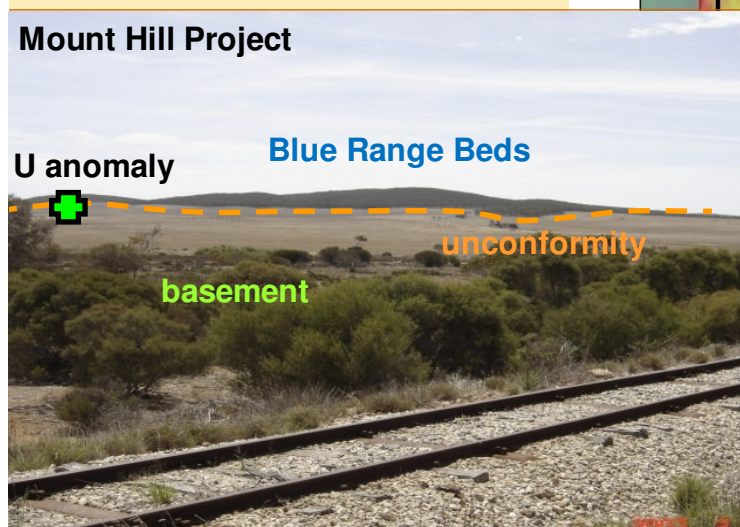 Mount Hill Project
Blue Range Beds
U anomaly
unconformity
basement